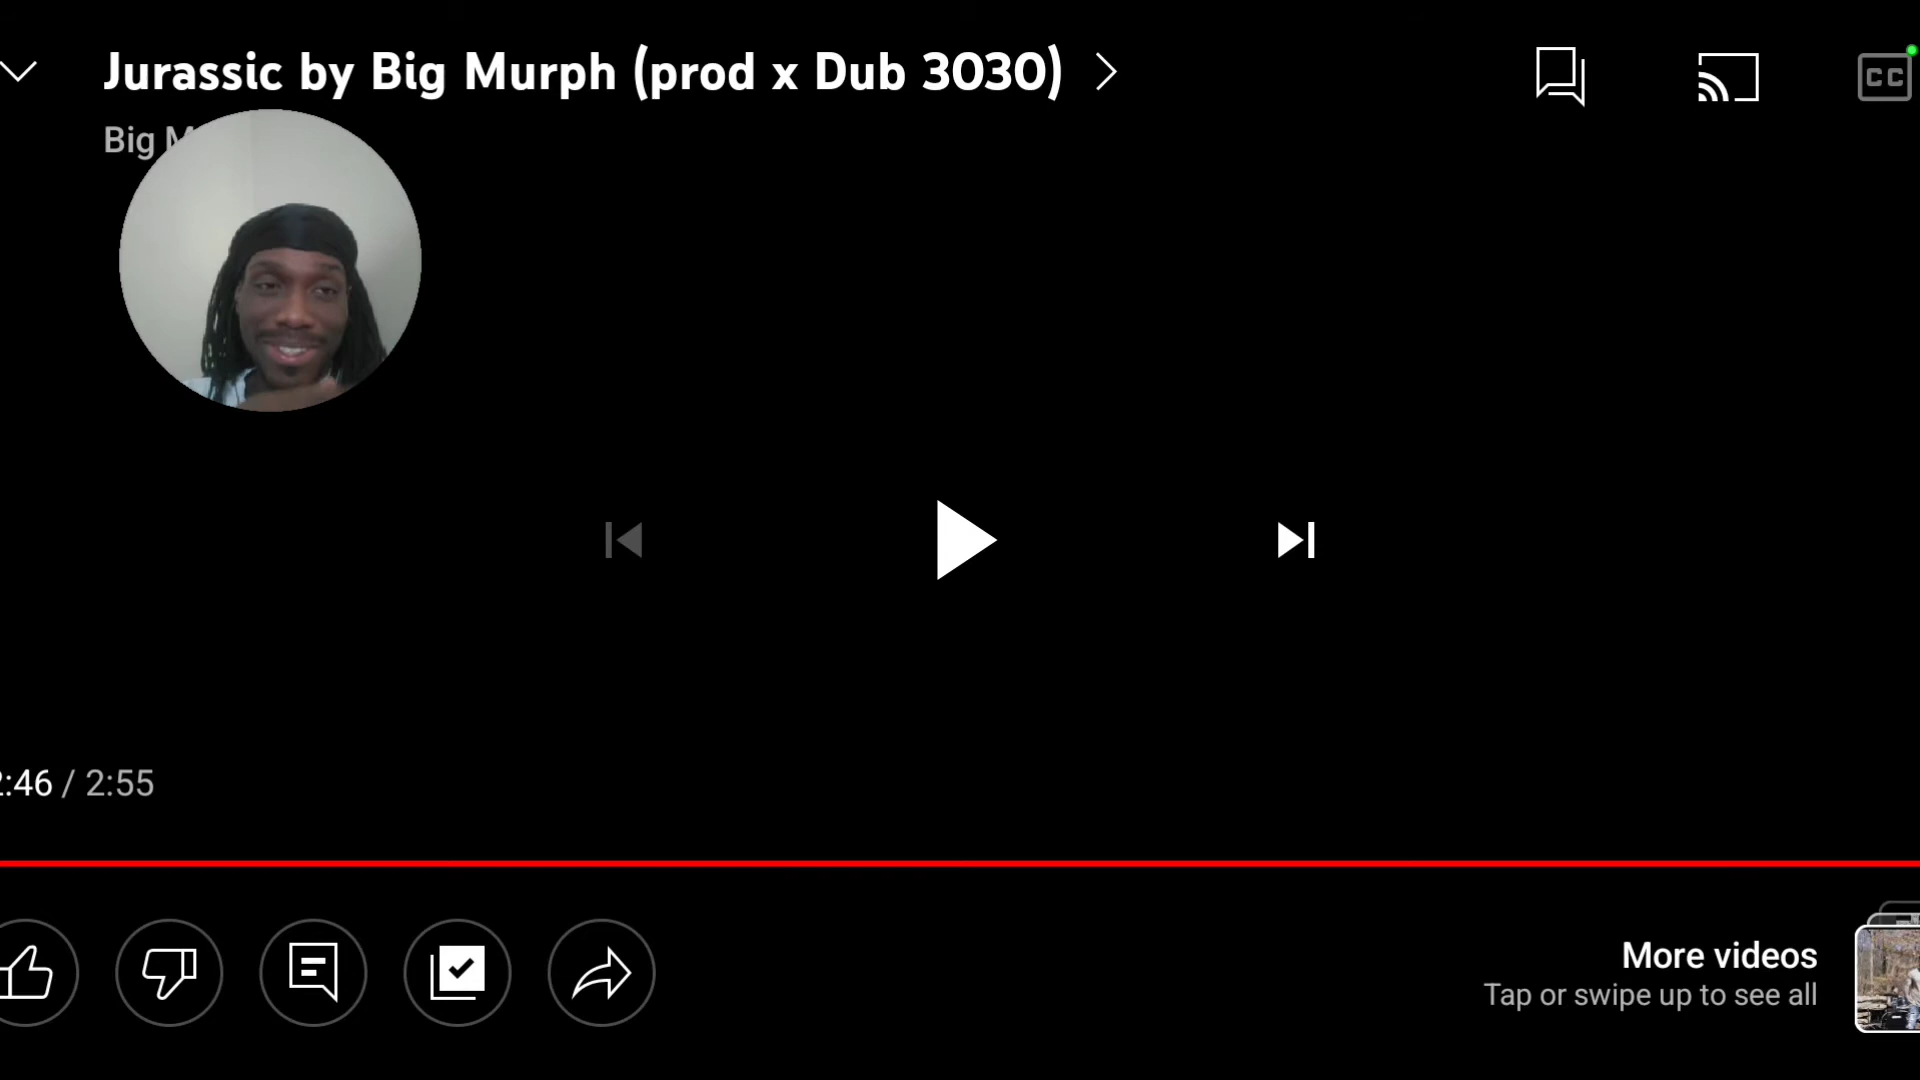 Jurassic by Big Murph (prod x Dub 3030)
CC
Big
:46 / 2:55
More videos
Tap or swipe up to see all